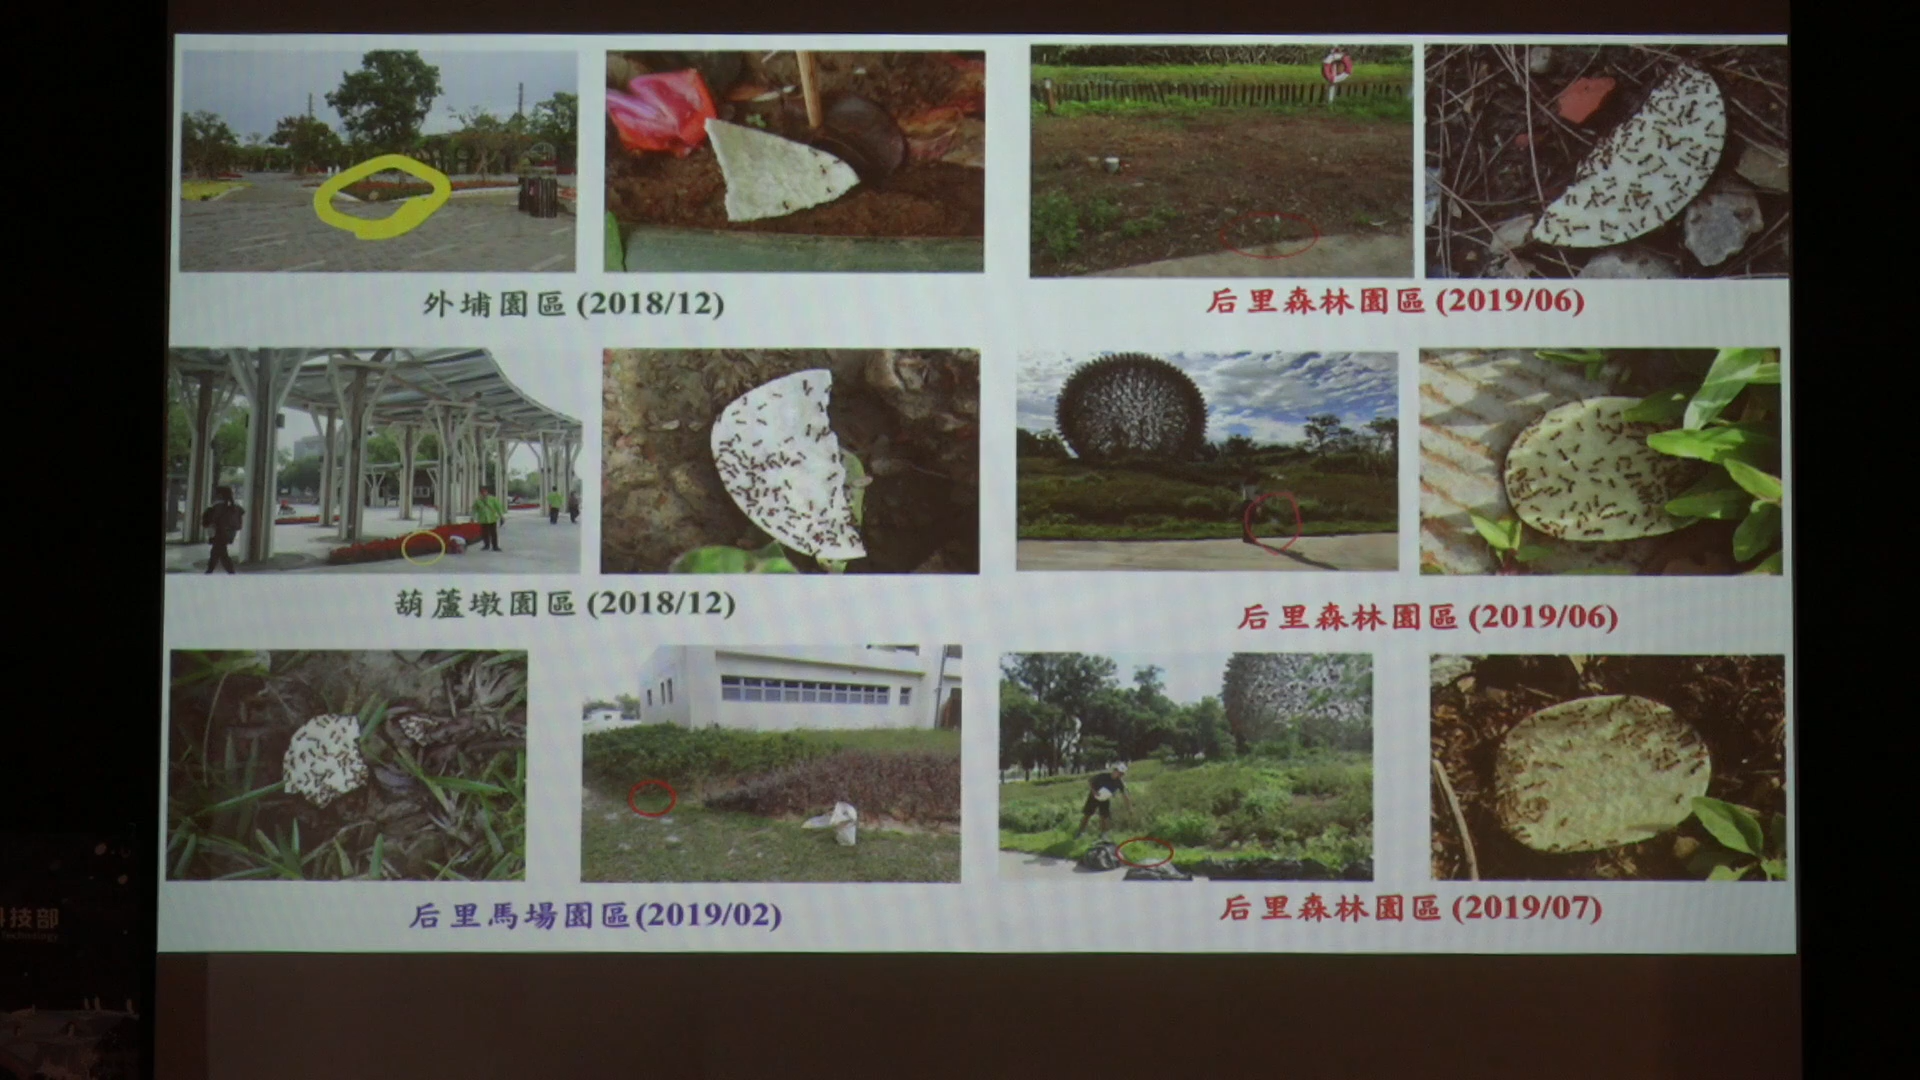 外埔園區 (2018/12)
后里森林園區 (2019/06)
葫蘆墩園區 (2018/12)
后里森林園區 (2019/06)
后里馬場園區(2019/02)
后里森林園區 (2019/07)
技部
Technology